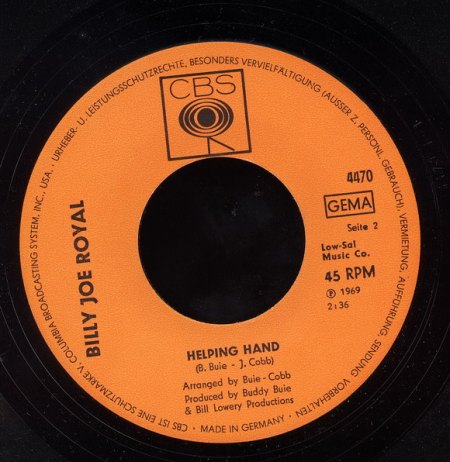 URHEBER- U. LEISTUNGSSCHUTZRECHTE, BESONDERS VERVIELFÄLTIGUNG (AUSSER Z. PERSÖNL. GEBRAUCH), VERMIETUNG, AUFFÜHRUNG, SENDUNG VORBEHALTEN
CBS IST EINE SCHUTZMARKE V. COLUMBIA BROADCASTING SYSTEM, INC., USA.
CBS
4470
GEMA
Seite 2
Low-Sal
Music Co.
45 RPM
℗ 1969
2:36
BILLY JOE ROYAL
HELPING HAND
(B. Buie - J. Cobb)
Arranged by Buie-Cobb
Produced by Buddy Buie
& Bill Lowery Productions
MADE IN GERMANY